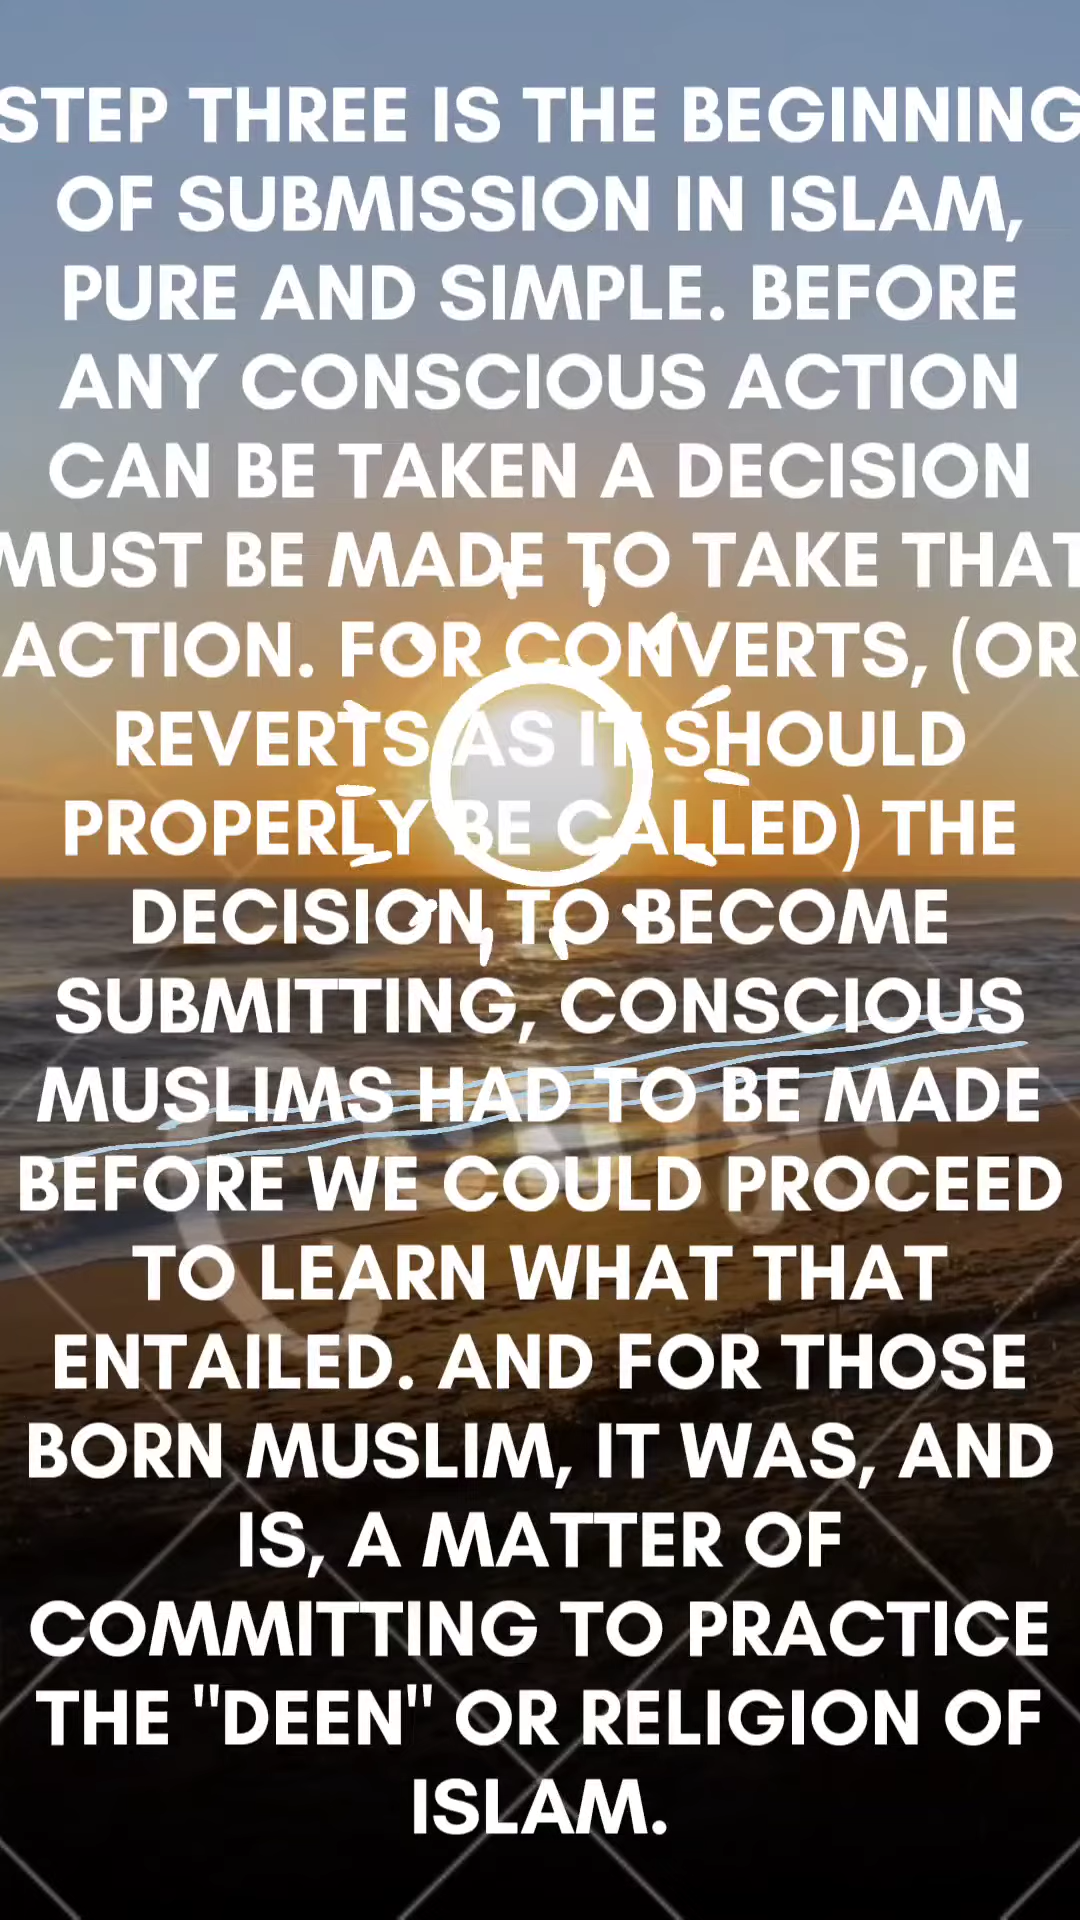 STEP THREE IS THE BEGINNING
OF SUBMISSION IN ISLAM,
PURE AND SIMPLE. BEFORE
ANY CONSCIOUS ACTION
CAN BE TAKEN A DECISION
MUST BE MADE TO TAKE THAT
ACTION. FOR CONVERTS, (OR
REVERTS AS IT SHOULD
PROPERLY BE CALLED) THE
DECISION, TO BECOME
SUBMITTING, CONSCIOUS
MUSLIMS HAD TO BE MADE
BEFORE WE COULD PROCEED
TO LEARN WHAT THAT
ENTAILED. AND FOR THOSE
BORN MUSLIM, IT WAS, AND
IS, A MATTER OF
COMMITTING TO PRACTICE
THE "DEEN" OR RELIGION OF
ISLAM.